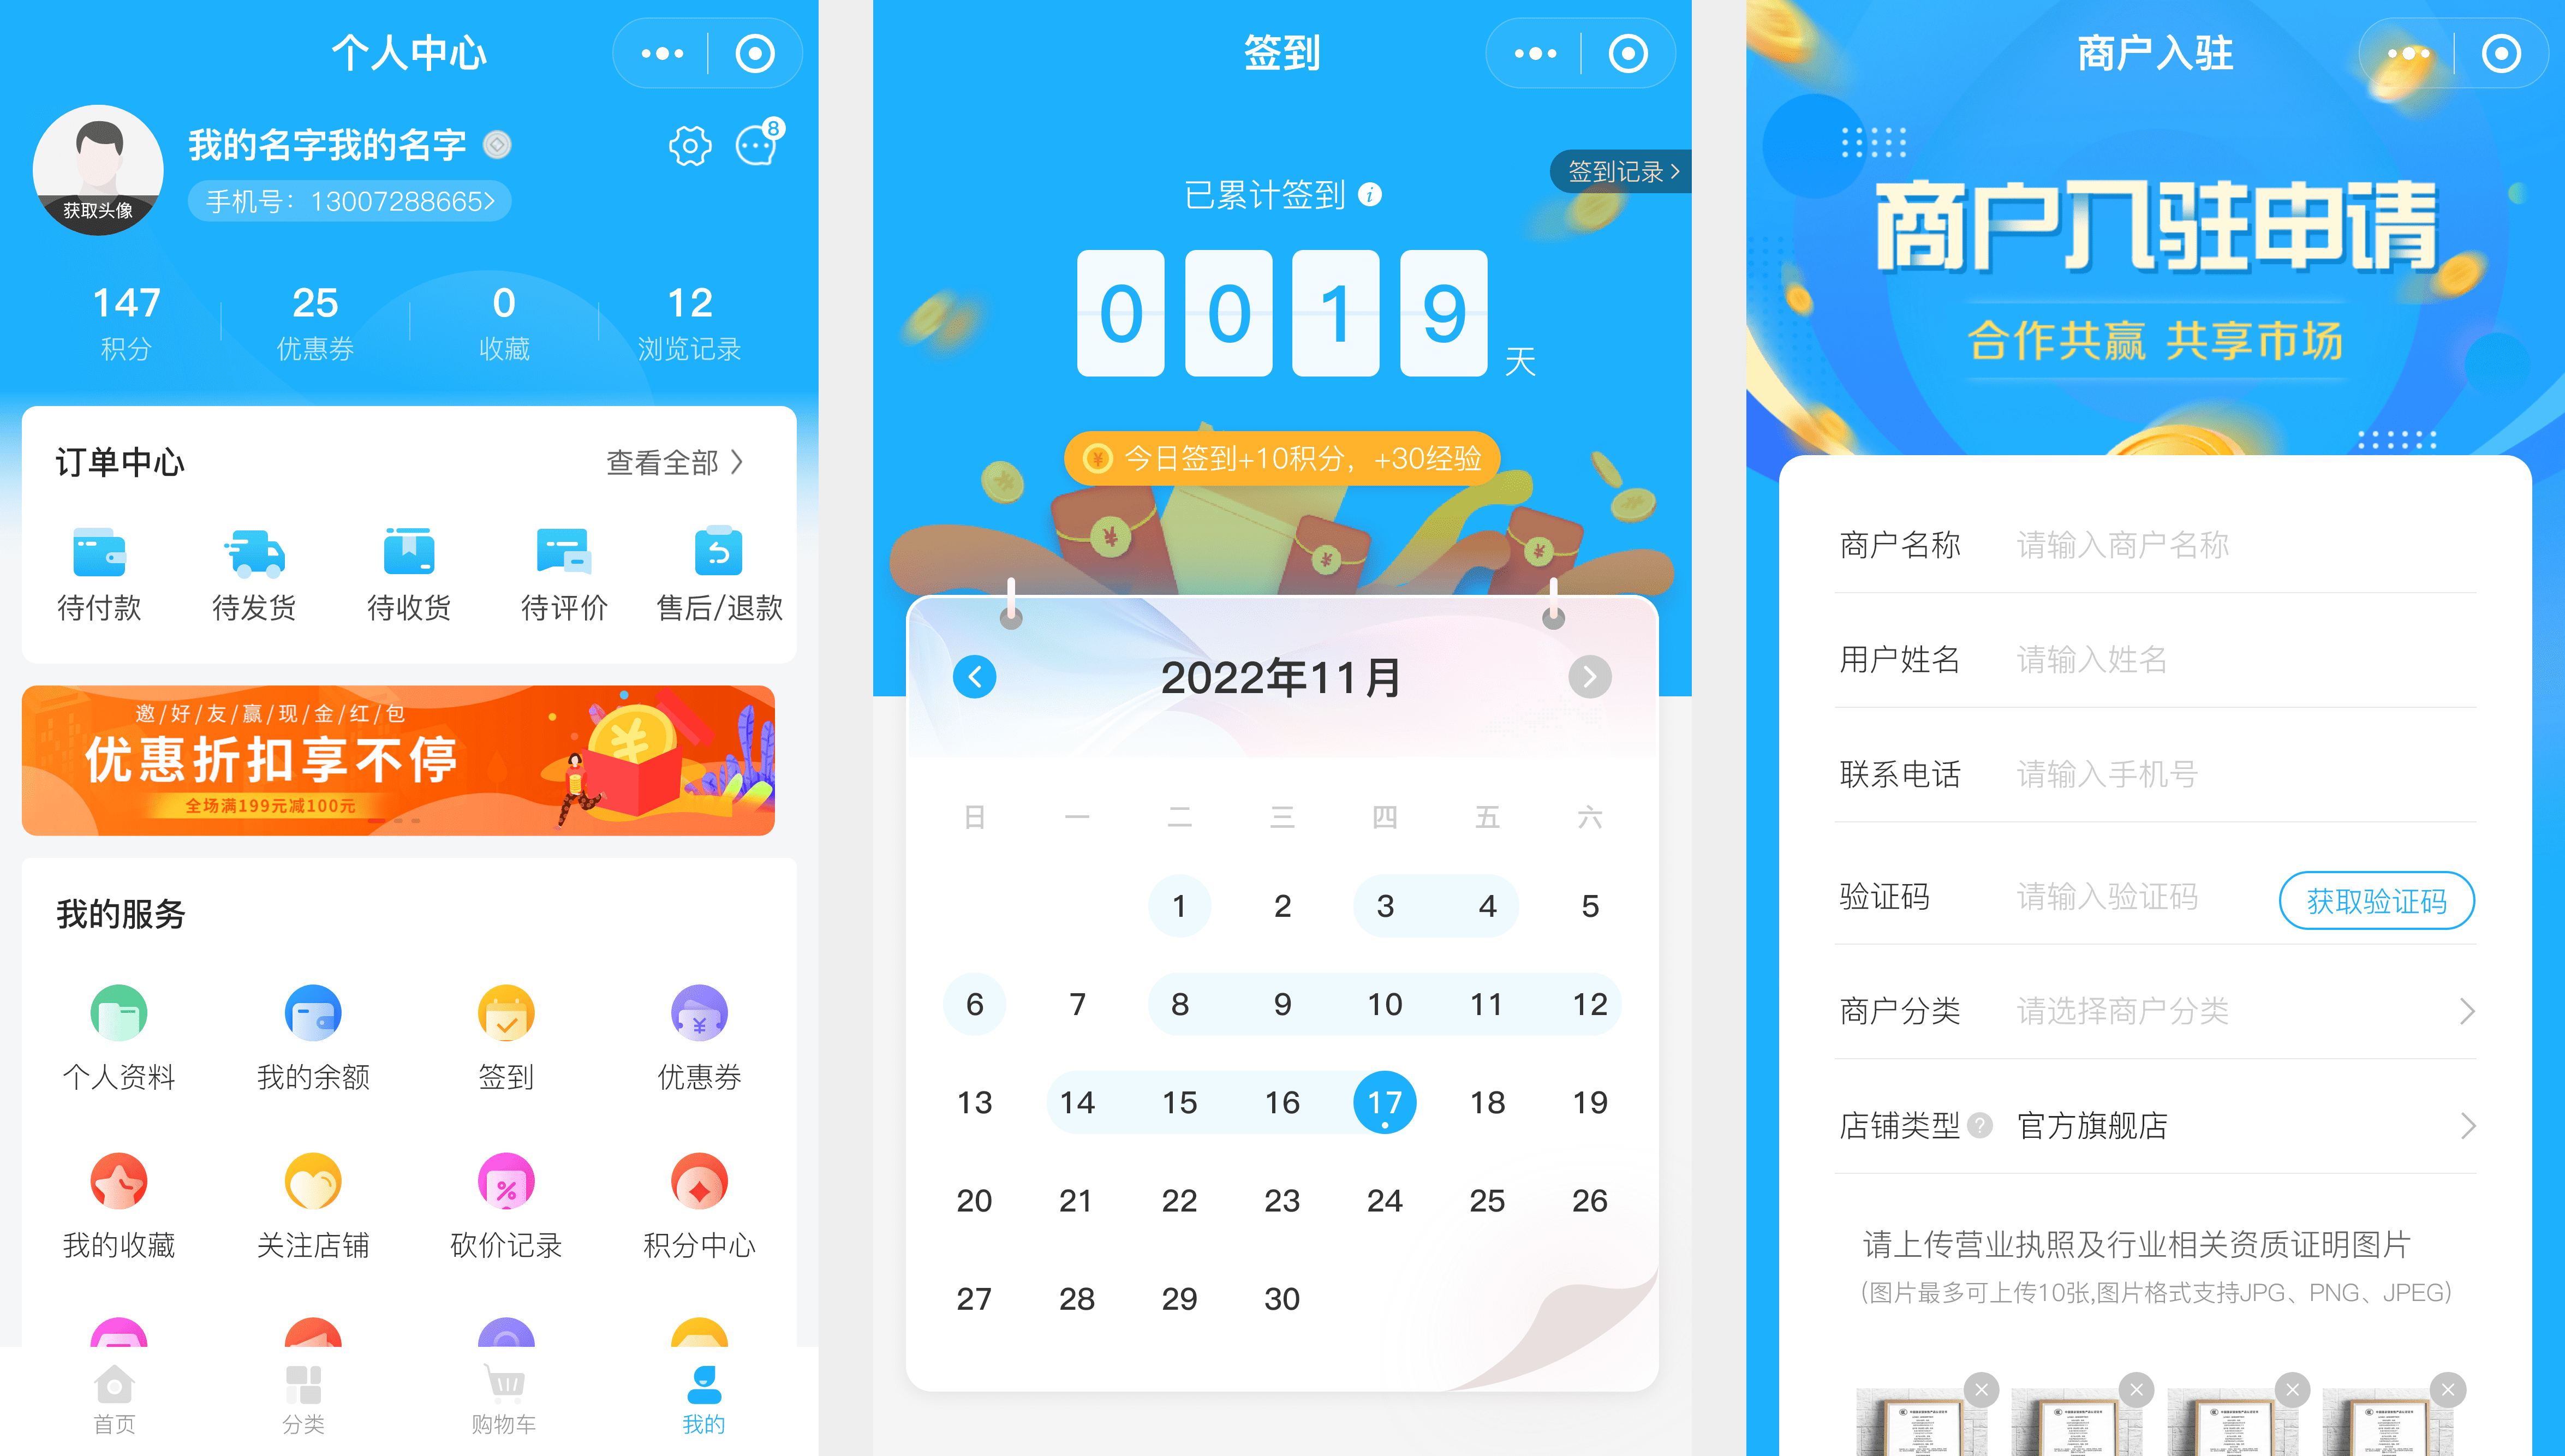 个人中心
我的名字我的名字
8
获取头像
手机号：13007288665>
147
25
0
12
积分
优惠券
收藏
浏览记录
订单中心
查看全部
待付款
待发货
待收货
待评价
售后/退款
邀/好/友/赢/现/金/红/包
优惠折扣享不停
全场满199元减100元
我的服务
个人资料
我的余额
签到
优惠券
我的收藏
关注店铺
砍价记录
积分中心
首页
分类
购物车
我的
签到
签到记录
已累计签到
0 0 1 9 天
今日签到+10积分，+30经验
2022年11月
日 一 二 三 四 五 六
1 2 3 4 5
6 7 8 9 10 11 12
13 14 15 16 17 18 19
20 21 22 23 24 25 26
27 28 29 30
商户入驻
商户入驻申请
合作共赢 共享市场
商户名称 请输入商户名称
用户姓名 请输入姓名
联系电话 请输入手机号
验证码 请输入验证码 获取验证码
商户分类 请选择商户分类
店铺类型 ? 官方旗舰店
请上传营业执照及行业相关资质证明图片
(图片最多可上传10张,图片格式支持JPG、PNG、JPEG)